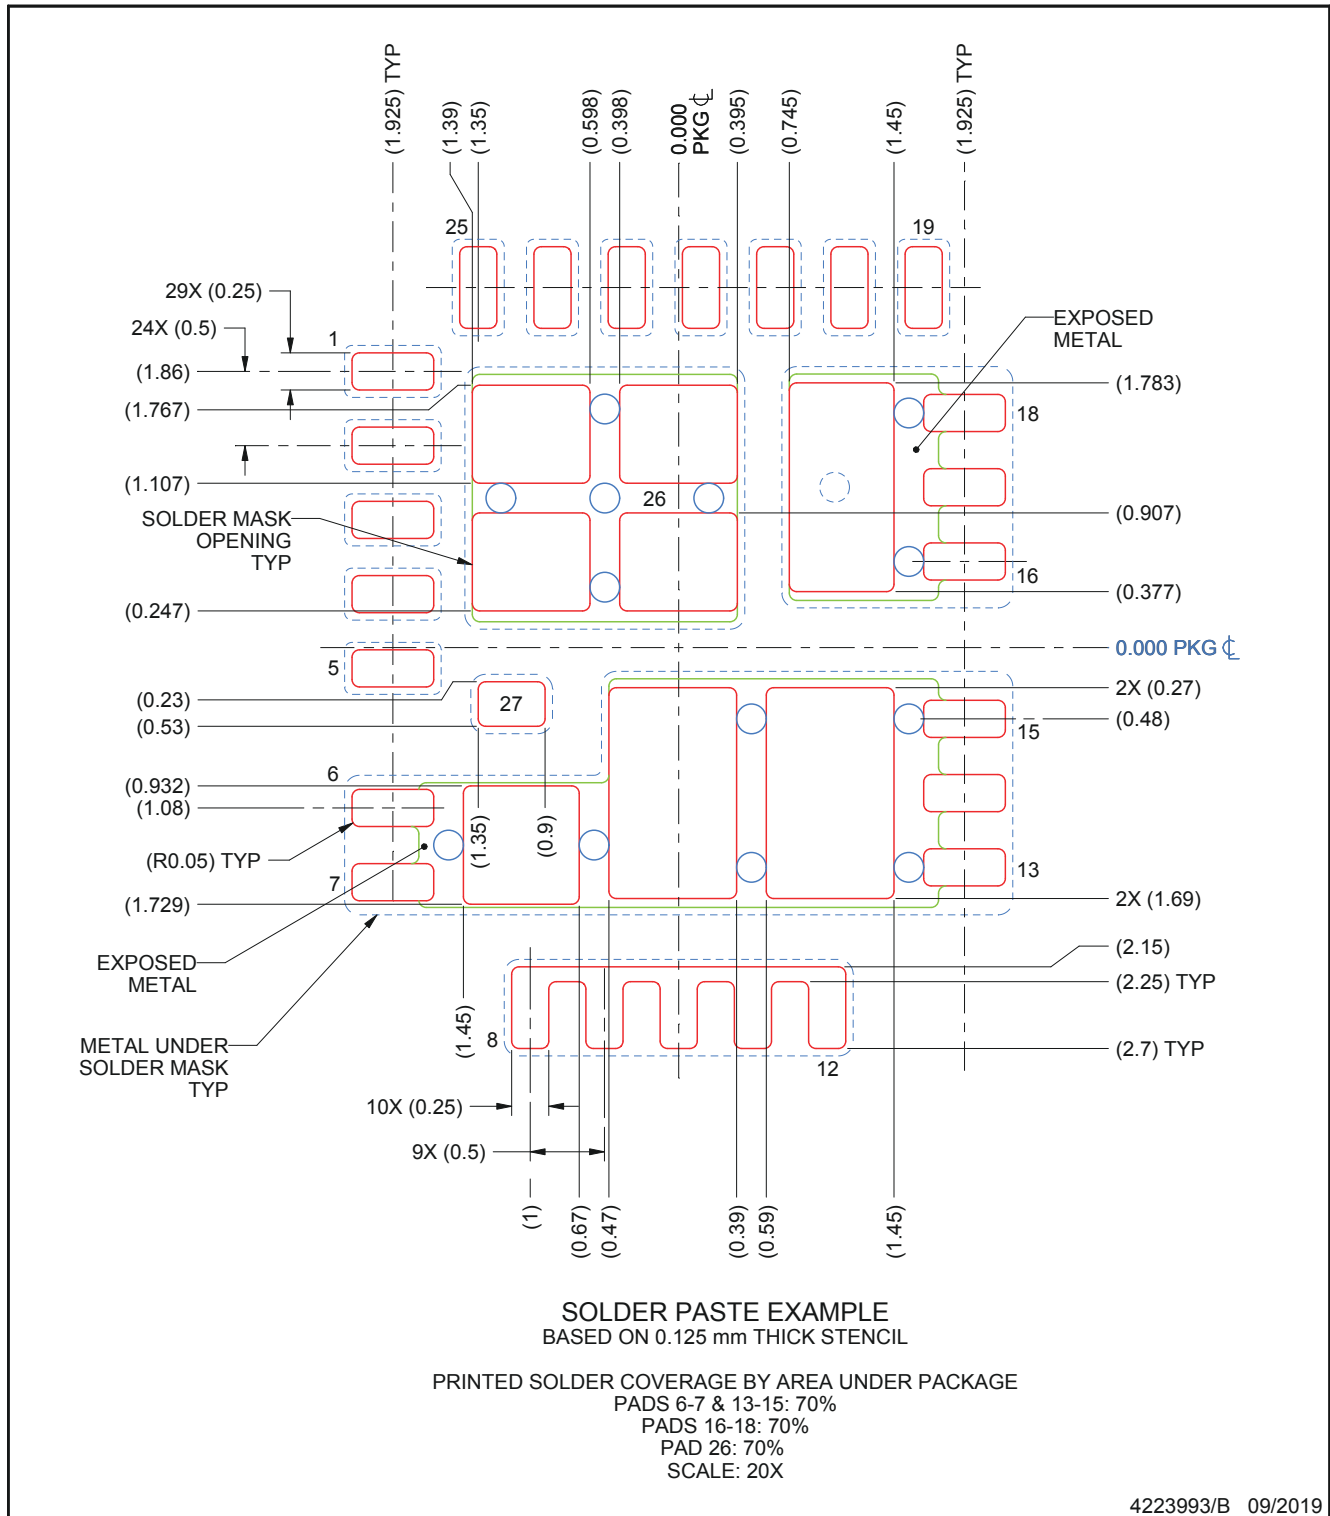 (1.925) TYP
(1.39)
(1.35)
(0.598)
(0.398)
0.000
PKG ℄
(0.395)
(0.745)
(1.45)
(1.925) TYP
25
19
29X (0.25)
24X (0.5)
1
(1.86)
(1.767)
EXPOSED
METAL
(1.783)
18
(1.107)
26
SOLDER MASK
OPENING
TYP
(0.907)
16
(0.247)
(0.377)
0.000 PKG ℄
5
(0.23)
27
(0.53)
2X (0.27)
(0.48)
15
6
(0.932)
(1.08)
(1.35)
(0.9)
(R0.05) TYP
7
13
(1.729)
2X (1.69)
EXPOSED
METAL
(2.15)
(2.25) TYP
(1.45)
8
METAL UNDER
SOLDER MASK
TYP
(2.7) TYP
12
10X (0.25)
9X (0.5)
(1)
(0.67)
(0.47)
(0.39)
(0.59)
(1.45)
SOLDER PASTE EXAMPLE
BASED ON 0.125 mm THICK STENCIL
PRINTED SOLDER COVERAGE BY AREA UNDER PACKAGE
PADS 6-7 & 13-15: 70%
PADS 16-18: 70%
PAD 26: 70%
SCALE: 20X
4223993/B 09/2019